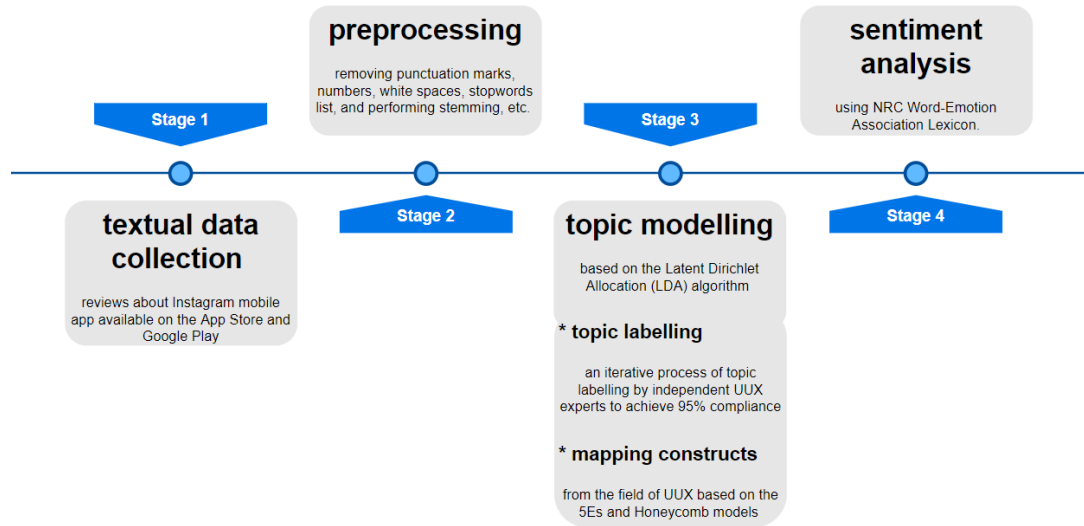 Stage 1
textual data
collection
reviews about Instagram mobile
app available on the App Store and
Google Play
preprocessing
removing punctuation marks,
numbers, white spaces, stopwords
list, and performing stemming, etc.
Stage 2
Stage 3
topic modelling
based on the Latent Dirichlet
Allocation (LDA) algorithm
* topic labelling
an iterative process of topic
labelling by independent UUX
experts to achieve 95% compliance
* mapping constructs
from the field of UUX based on the
5Es and Honeycomb models
sentiment
analysis
using NRC Word-Emotion
Association Lexicon.
Stage 4